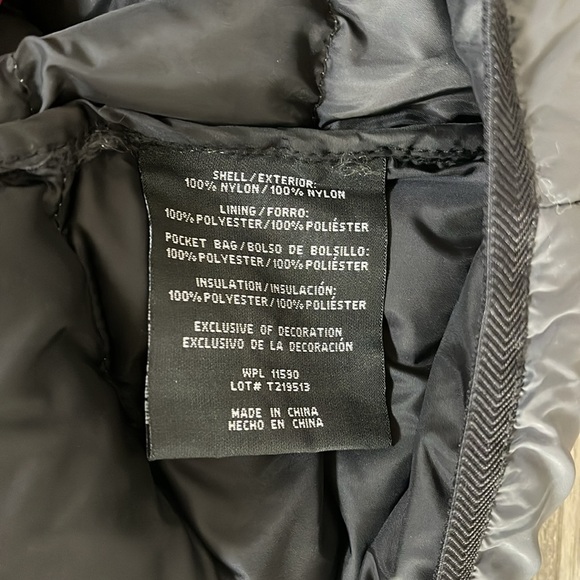 SHELL/EXTERIOR:
100% NYLON/100% NYLON
LINING/FORRO:
100% POLYESTER/100% POLIÉSTER
POCKET BAG/BOLSO DE BOLSILLO:
100% POLYESTER/100% POLIÉSTER
INSULATION/INSULACIÓN:
100% POLYESTER/100% POLIÉSTER
EXCLUSIVE OF DECORATION
EXCLUSIVO DE LA DECORACIÓN
WPL 11590
LOT# T219513
MADE IN CHINA
HECHO EN CHINA